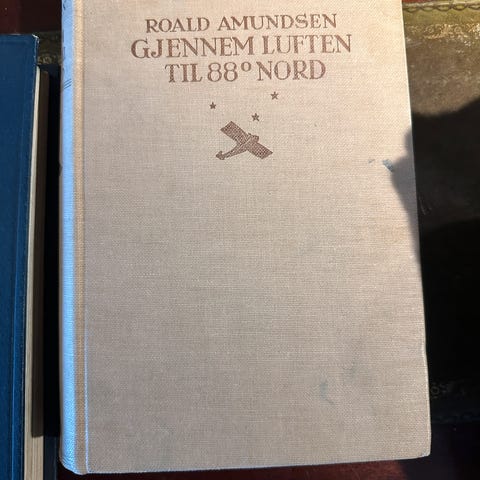 ROALD AMUNDSEN
GJENNEM LUFTEN
TIL 88° NORD